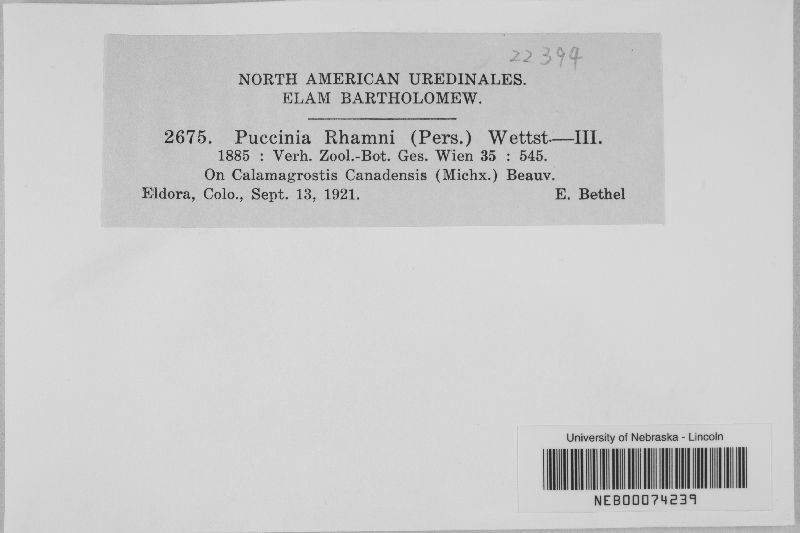 22394
NORTH AMERICAN UREDINALES.
ELAM BARTHOLOMEW.
2675. Puccinia Rhamni (Pers.) Wettst.—III.
1885 : Verh. Zool.-Bot. Ges. Wien 35 : 545.
On Calamagrostis Canadensis (Michx.) Beauv.
Eldora, Colo., Sept. 13, 1921. E. Bethel
University of Nebraska - Lincoln
NEB00074239